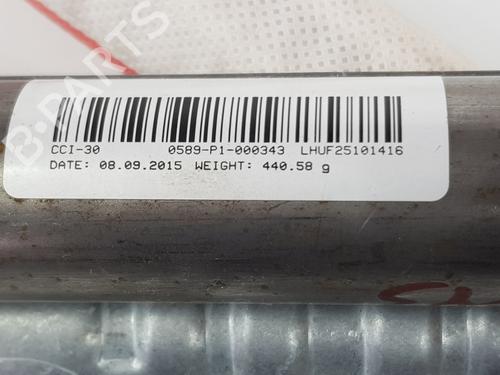 B-PARTS
CCI-30 0589-P1-000343 LHUF25101416
DATE: 08.09.2015 WEIGHT: 440.58 g